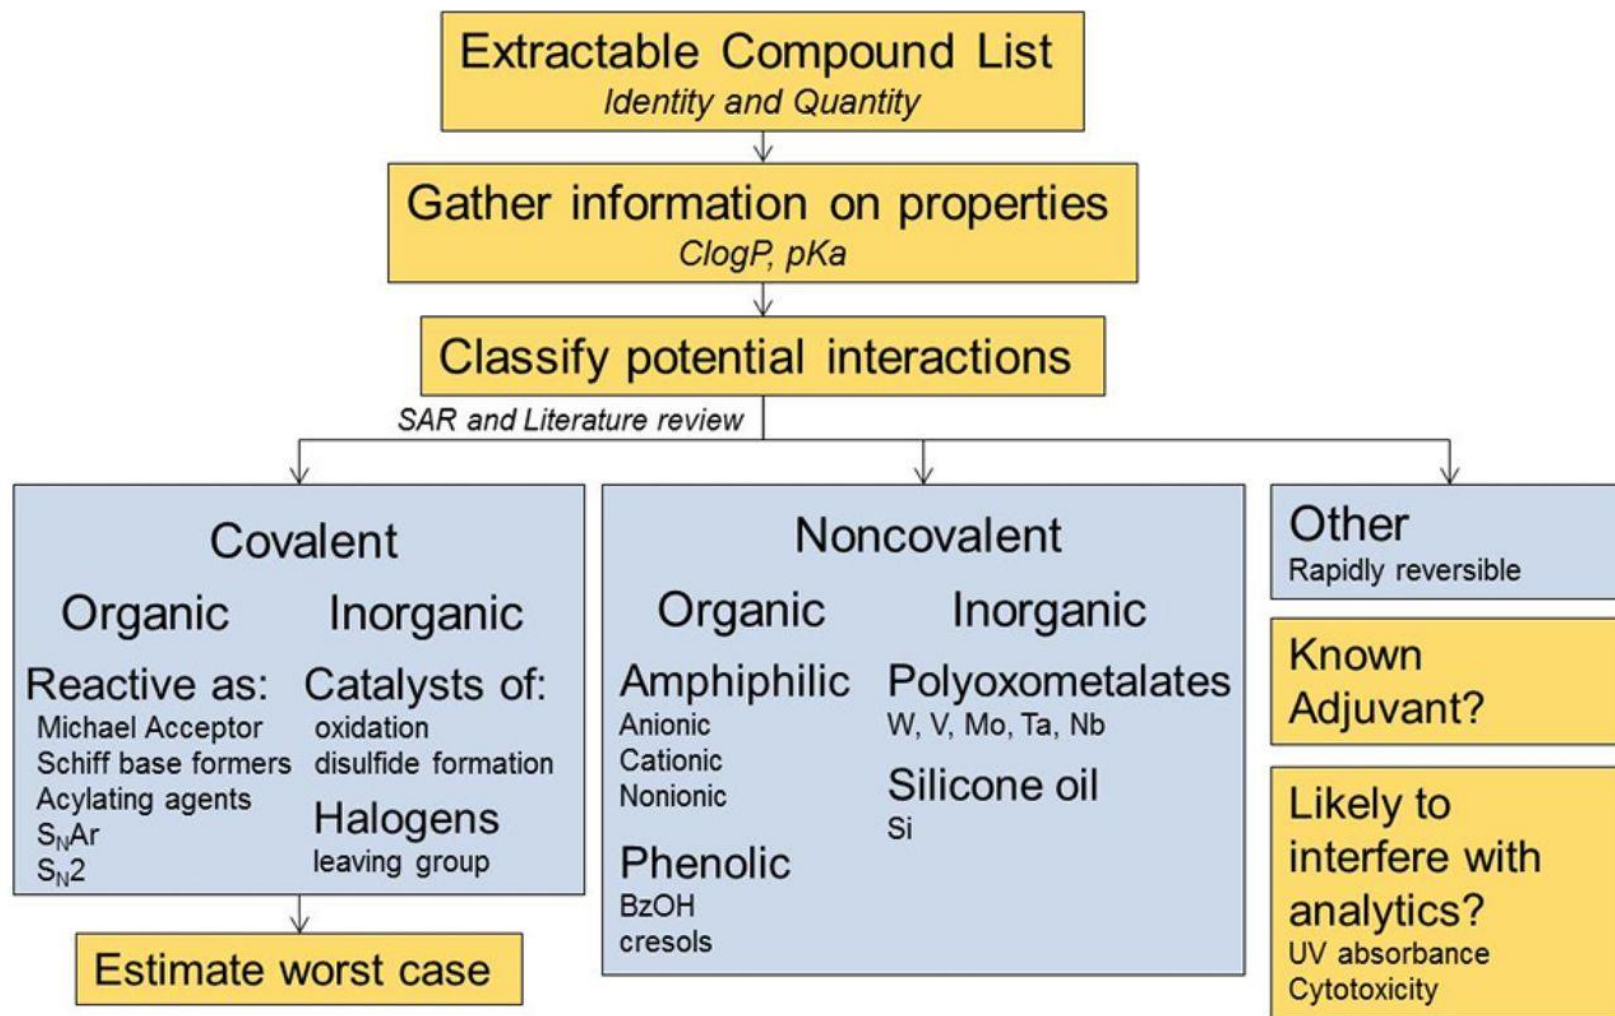 Extractable Compound List
Identity and Quantity
Gather information on properties
ClogP, pKa
Classify potential interactions
SAR and Literature review
Covalent
Organic
Reactive as:
Michael Acceptor
Schiff base formers
Acylating agents
SNAr
SN2
Inorganic
Catalysts of:
oxidation
disulfide formation
Halogens
leaving group
Estimate worst case
Noncovalent
Organic
Amphiphilic
Anionic
Cationic
Nonionic
Phenolic
BzOH
cresols
Inorganic
Polyoxometalates
W, V, Mo, Ta, Nb
Silicone oil
Si
Other
Rapidly reversible
Known
Adjuvant?
Likely to
interfere with
analytics?
UV absorbance
Cytotoxicity